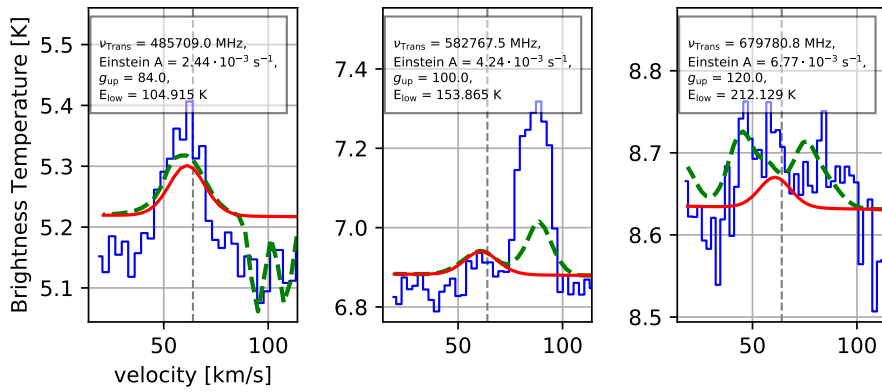 Brightness Temperature [K]
5.5
5.4
5.3
5.2
5.1
ν_Trans = 485709.0 MHz,
Einstein A = 2.44 · 10⁻³ s⁻¹,
g_up = 84.0,
E_low = 104.915 K
50
100
velocity [km/s]
7.4
7.2
7.0
6.8
ν_Trans = 582767.5 MHz,
Einstein A = 4.24 · 10⁻³ s⁻¹,
g_up = 100.0,
E_low = 153.865 K
50
100
8.8
8.7
8.6
8.5
ν_Trans = 679780.8 MHz,
Einstein A = 6.77 · 10⁻³ s⁻¹,
g_up = 120.0,
E_low = 212.129 K
50
100